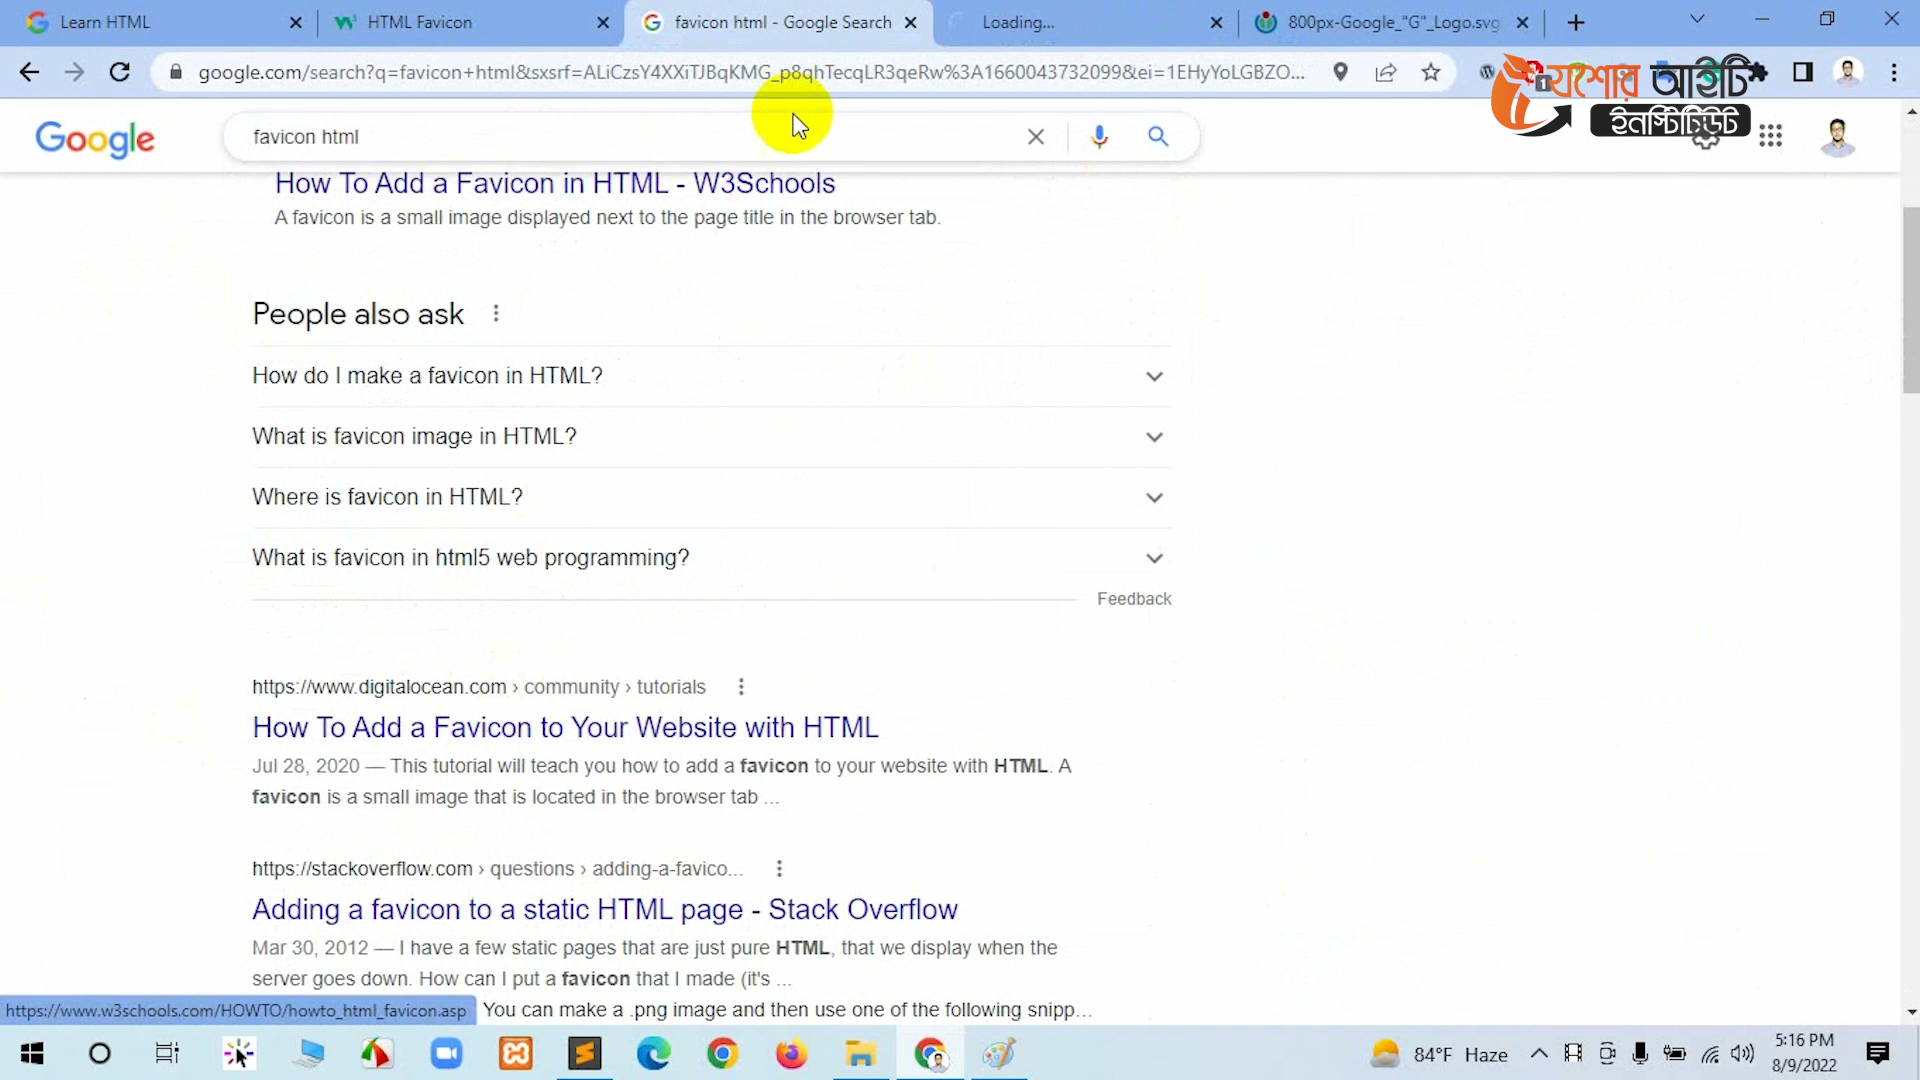 Learn HTML
HTML Favicon
favicon html - Google Search
Loading...
800px-Google_"G"_Logo.svg
google.com/search?q=favicon+html&sxsrf=ALiCzsY4XXiTJBqKMG_p8qhTecqLR3qeRw%3A1660043732099&ei=1EHyYoLGBZO...
যশোর আইটি
ইনস্টিটিউট
Google
favicon html
How To Add a Favicon in HTML - W3Schools
A favicon is a small image displayed next to the page title in the browser tab.
People also ask
How do I make a favicon in HTML?
What is favicon image in HTML?
Where is favicon in HTML?
What is favicon in html5 web programming?
Feedback
https://www.digitalocean.com › community › tutorials
How To Add a Favicon to Your Website with HTML
Jul 28, 2020 — This tutorial will teach you how to add a favicon to your website with HTML. A
favicon is a small image that is located in the browser tab ...
https://stackoverflow.com › questions › adding-a-favico...
Adding a favicon to a static HTML page - Stack Overflow
Mar 30, 2012 — I have a few static pages that are just pure HTML, that we display when the
server goes down. How can I put a favicon that I made (it's ...
https://www.w3schools.com/HOWTO/howto_html_favicon.asp
You can make a .png image and then use one of the following snipp...
84°F Haze
5:16 PM
8/9/2022